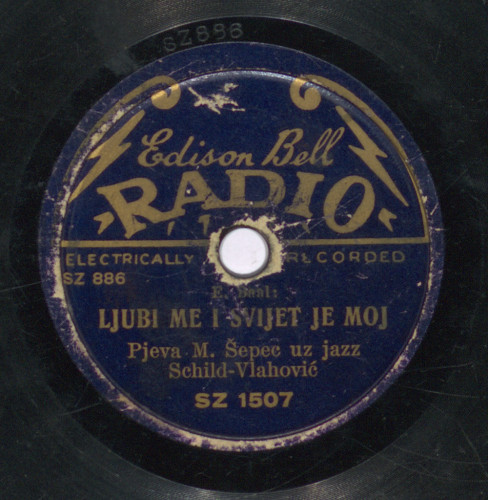 SZ886
Edison Bell
RADIO
ELECTRICALLY RECORDED
SZ 886
LJUBI ME I SVIJET JE MOJ
Pjeva M. Šepec uz jazz
Schild-Vlahović
SZ 1507